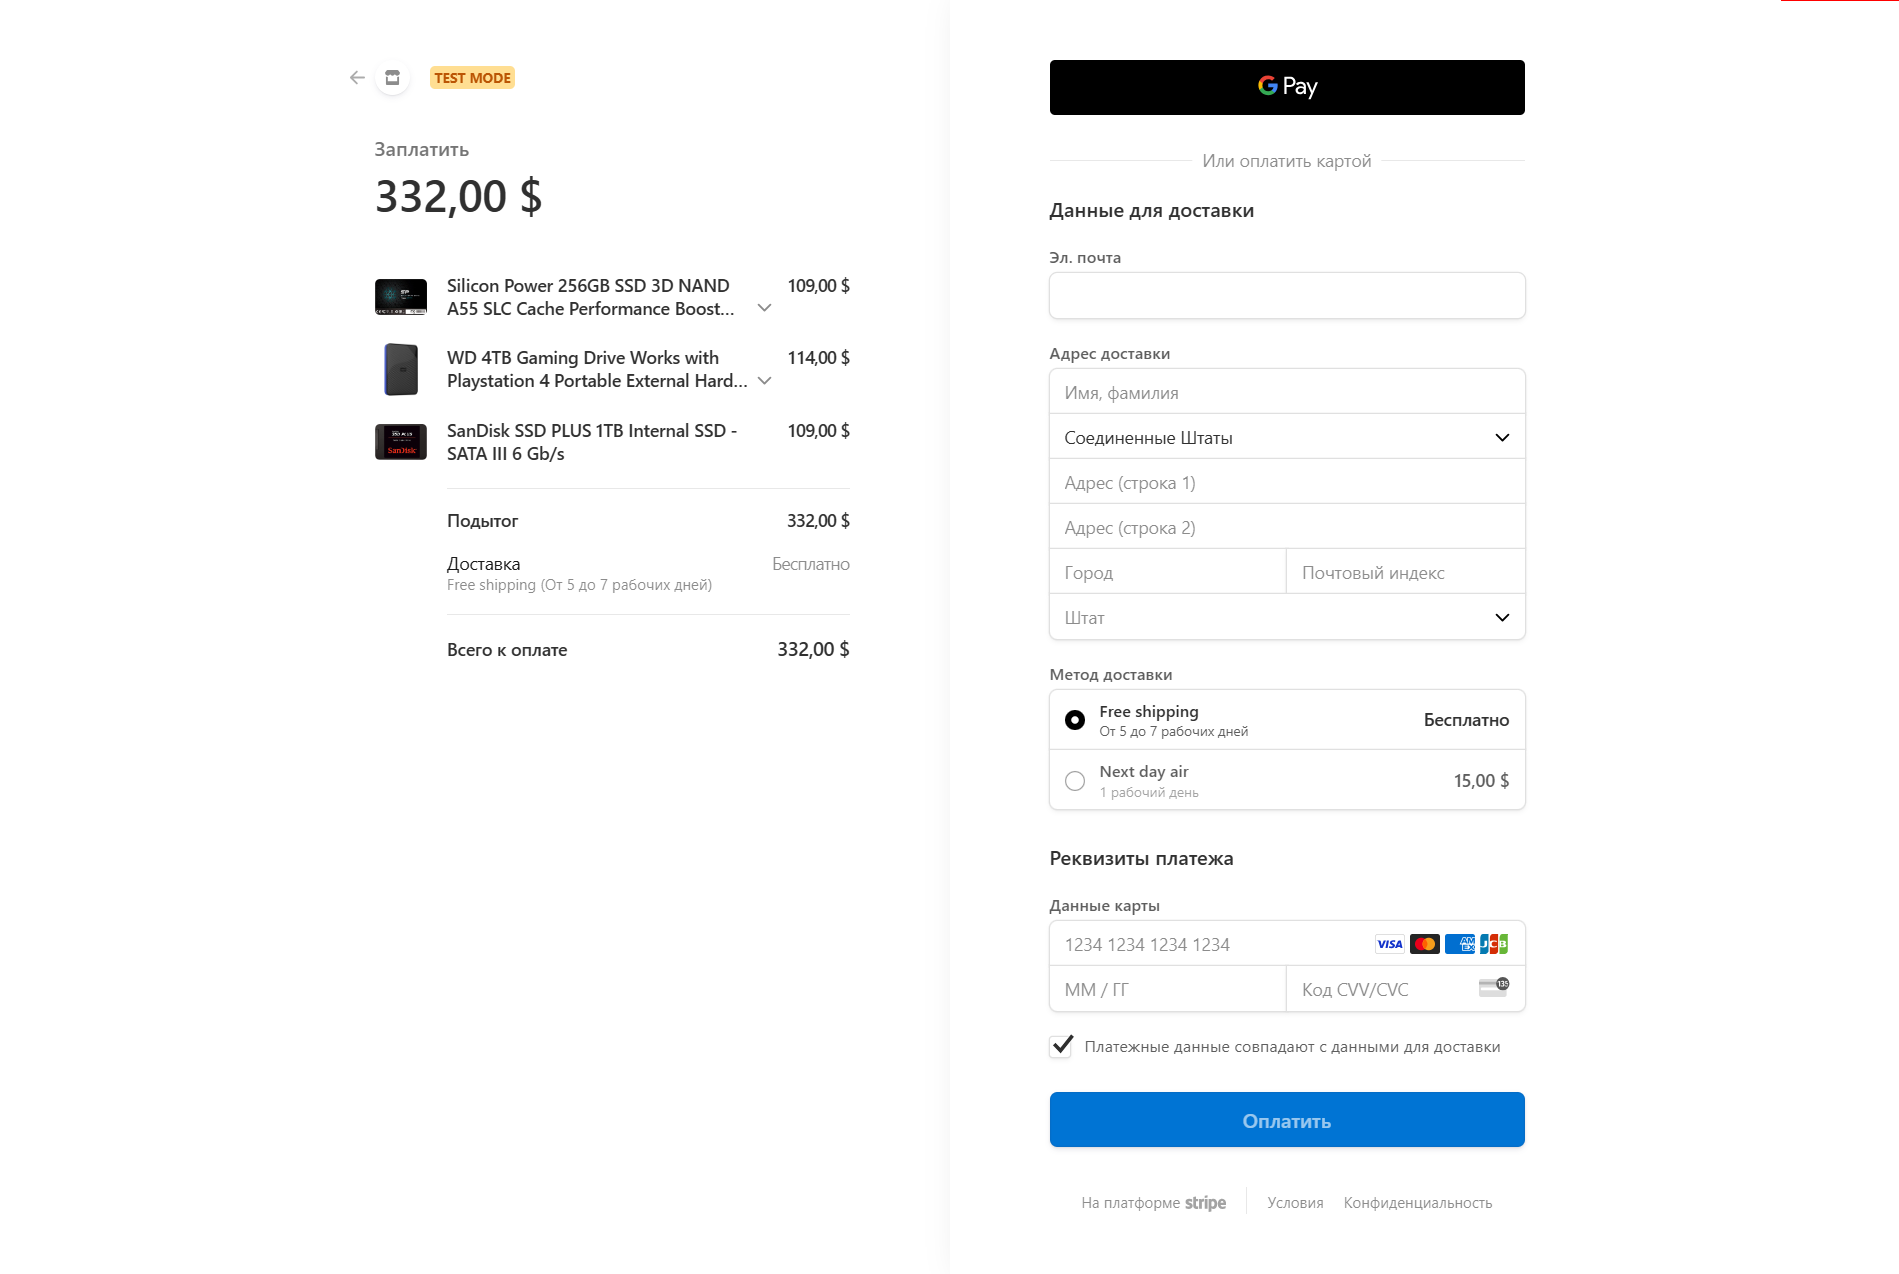 TEST MODE
Заплатить
332,00 $
Silicon Power 256GB SSD 3D NAND
A55 SLC Cache Performance Boost...
109,00 $
WD 4TB Gaming Drive Works with
Playstation 4 Portable External Hard...
114,00 $
SanDisk SSD PLUS 1TB Internal SSD -
SATA III 6 Gb/s
109,00 $
Подытог
332,00 $
Доставка
Бесплатно
Free shipping (От 5 до 7 рабочих дней)
Всего к оплате
332,00 $
G Pay
Или оплатить картой
Данные для доставки
Эл. почта
Адрес доставки
Имя, фамилия
Соединенные Штаты
Адрес (строка 1)
Адрес (строка 2)
Город
Почтовый индекс
Штат
Метод доставки
Free shipping
От 5 до 7 рабочих дней
Бесплатно
Next day air
1 рабочий день
15,00 $
Реквизиты платежа
Данные карты
1234 1234 1234 1234
VISA
AM
EX
JCB
ММ / ГГ
Код CVV/CVC
135
Платежные данные совпадают с данными для доставки
Оплатить
На платформе stripe
Условия
Конфиденциальность